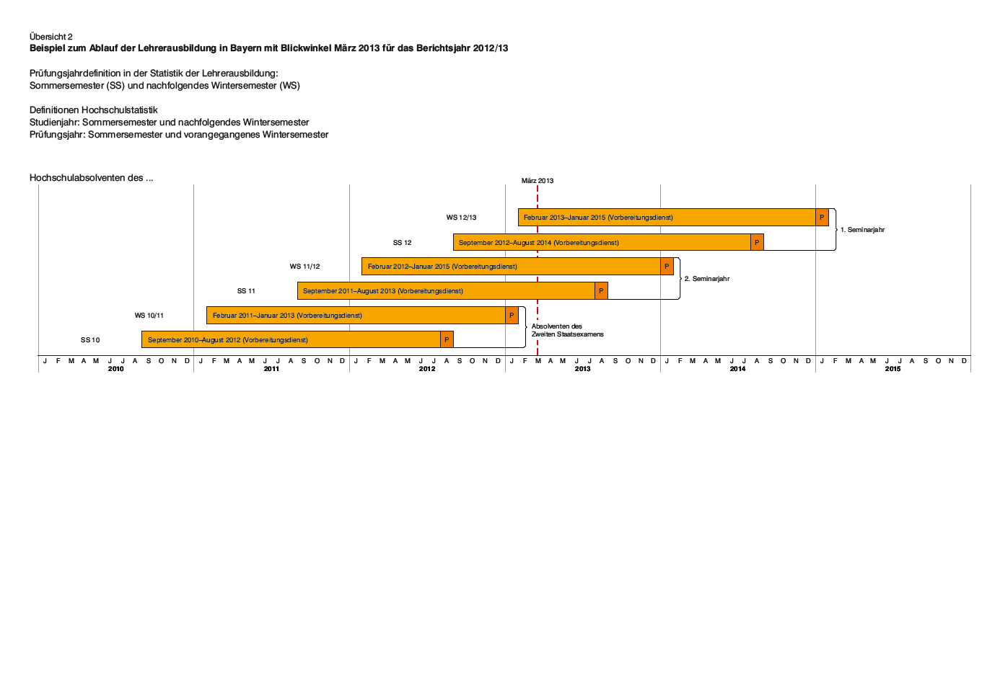 Übersicht 2
Beispiel zum Ablauf der Lehrerausbildung in Bayern mit Blickwinkel März 2013 für das Berichtsjahr 2012/13
Prüfungsjahrdefinition in der Statistik der Lehrerausbildung:
Sommersemester (SS) und nachfolgendes Wintersemester (WS)
Definitionen Hochschulstatistik
Studienjahr: Sommersemester und nachfolgendes Wintersemester
Prüfungsjahr: Sommersemester und vorangegangenes Wintersemester
Hochschulabsolventen des ...
März 2013
WS 12/13 Februar 2013–Januar 2015 (Vorbereitungsdienst) P
1. Seminarjahr
SS 12 September 2012–August 2014 (Vorbereitungsdienst) P
WS 11/12 Februar 2012–Januar 2015 (Vorbereitungsdienst) P
2. Seminarjahr
SS 11 September 2011–August 2013 (Vorbereitungsdienst) P
WS 10/11 Februar 2011–Januar 2013 (Vorbereitungsdienst) P
Absolventen des
Zweiten Staatsexamens
SS 10 September 2010–August 2012 (Vorbereitungsdienst) P
J F M A M J J A S O N D J F M A M J J A S O N D J F M A M J J A S O N D J F M A M J J A S O N D J F M A M J J A S O N D J F M A M J J A S O N D
2010 2011 2012 2013 2014 2015